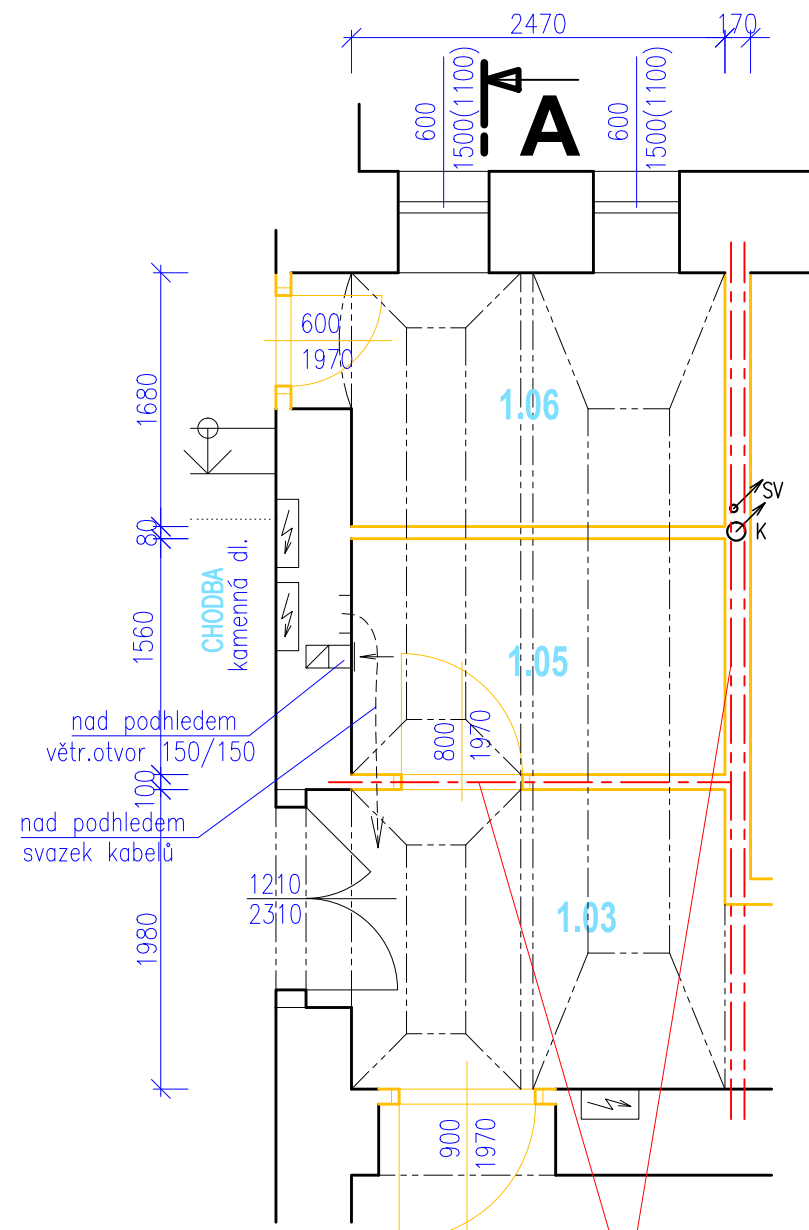 2470
170
600
1500(1100)
A
600
1500(1100)
600
1970
1680
1.06
SV
K
80
CHODBA
kamenná dl.
1560
1.05
800
1970
nad podhledem
větr.otvor 150/150
100
nad podhledem
svazek kabelů
1210
2310
1.03
1980
900
1970